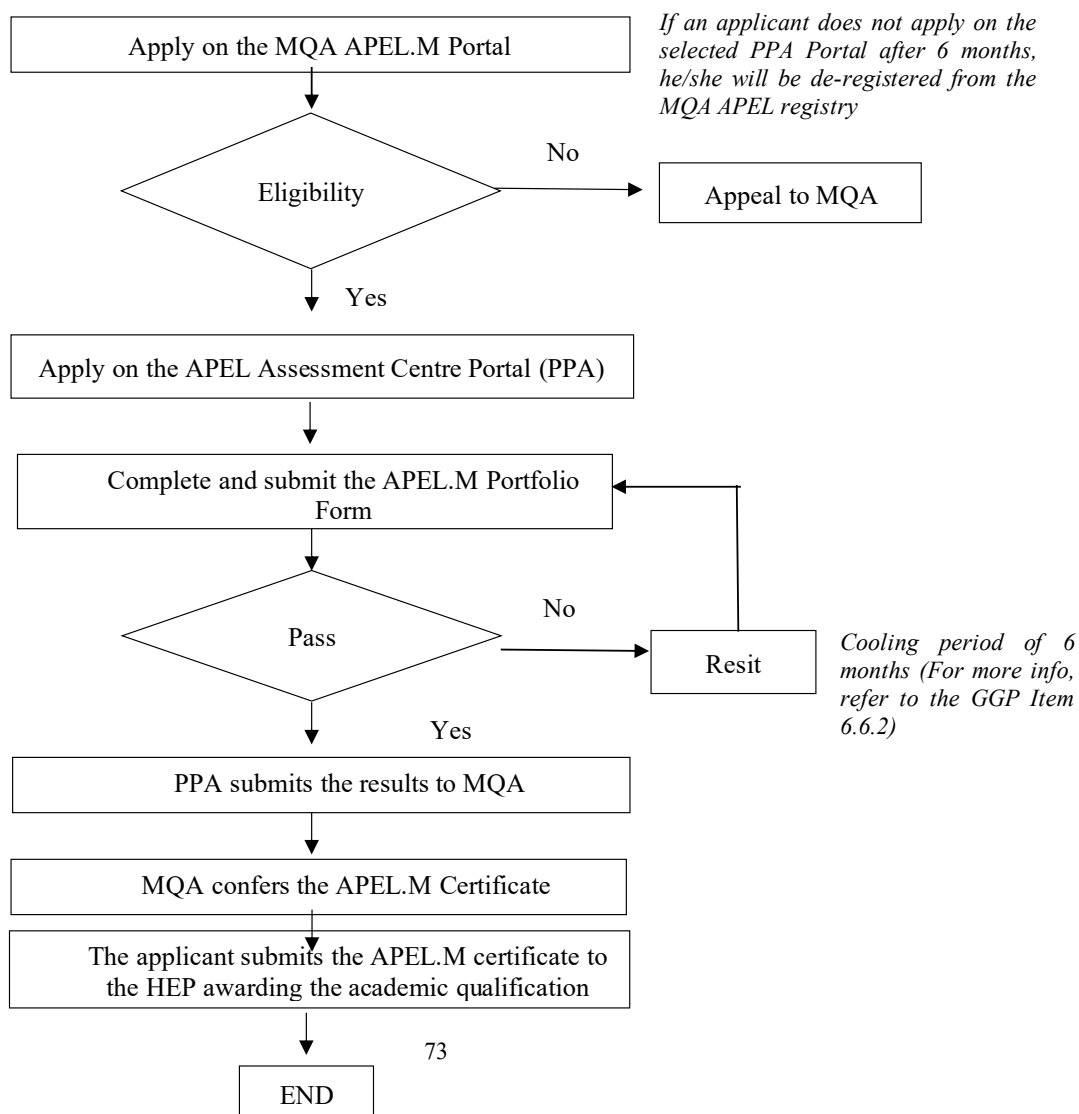 Apply on the MQA APEL.M Portal
If an applicant does not apply on the
selected PPA Portal after 6 months,
he/she will be de-registered from the
MQA APEL registry
Eligibility
No
Appeal to MQA
Yes
Apply on the APEL Assessment Centre Portal (PPA)
Complete and submit the APEL.M Portfolio
Form
Pass
No
Resit
Cooling period of 6
months (For more info,
refer to the GGP Item
6.6.2)
Yes
PPA submits the results to MQA
MQA confers the APEL.M Certificate
The applicant submits the APEL.M certificate to
the HEP awarding the academic qualification
73
END